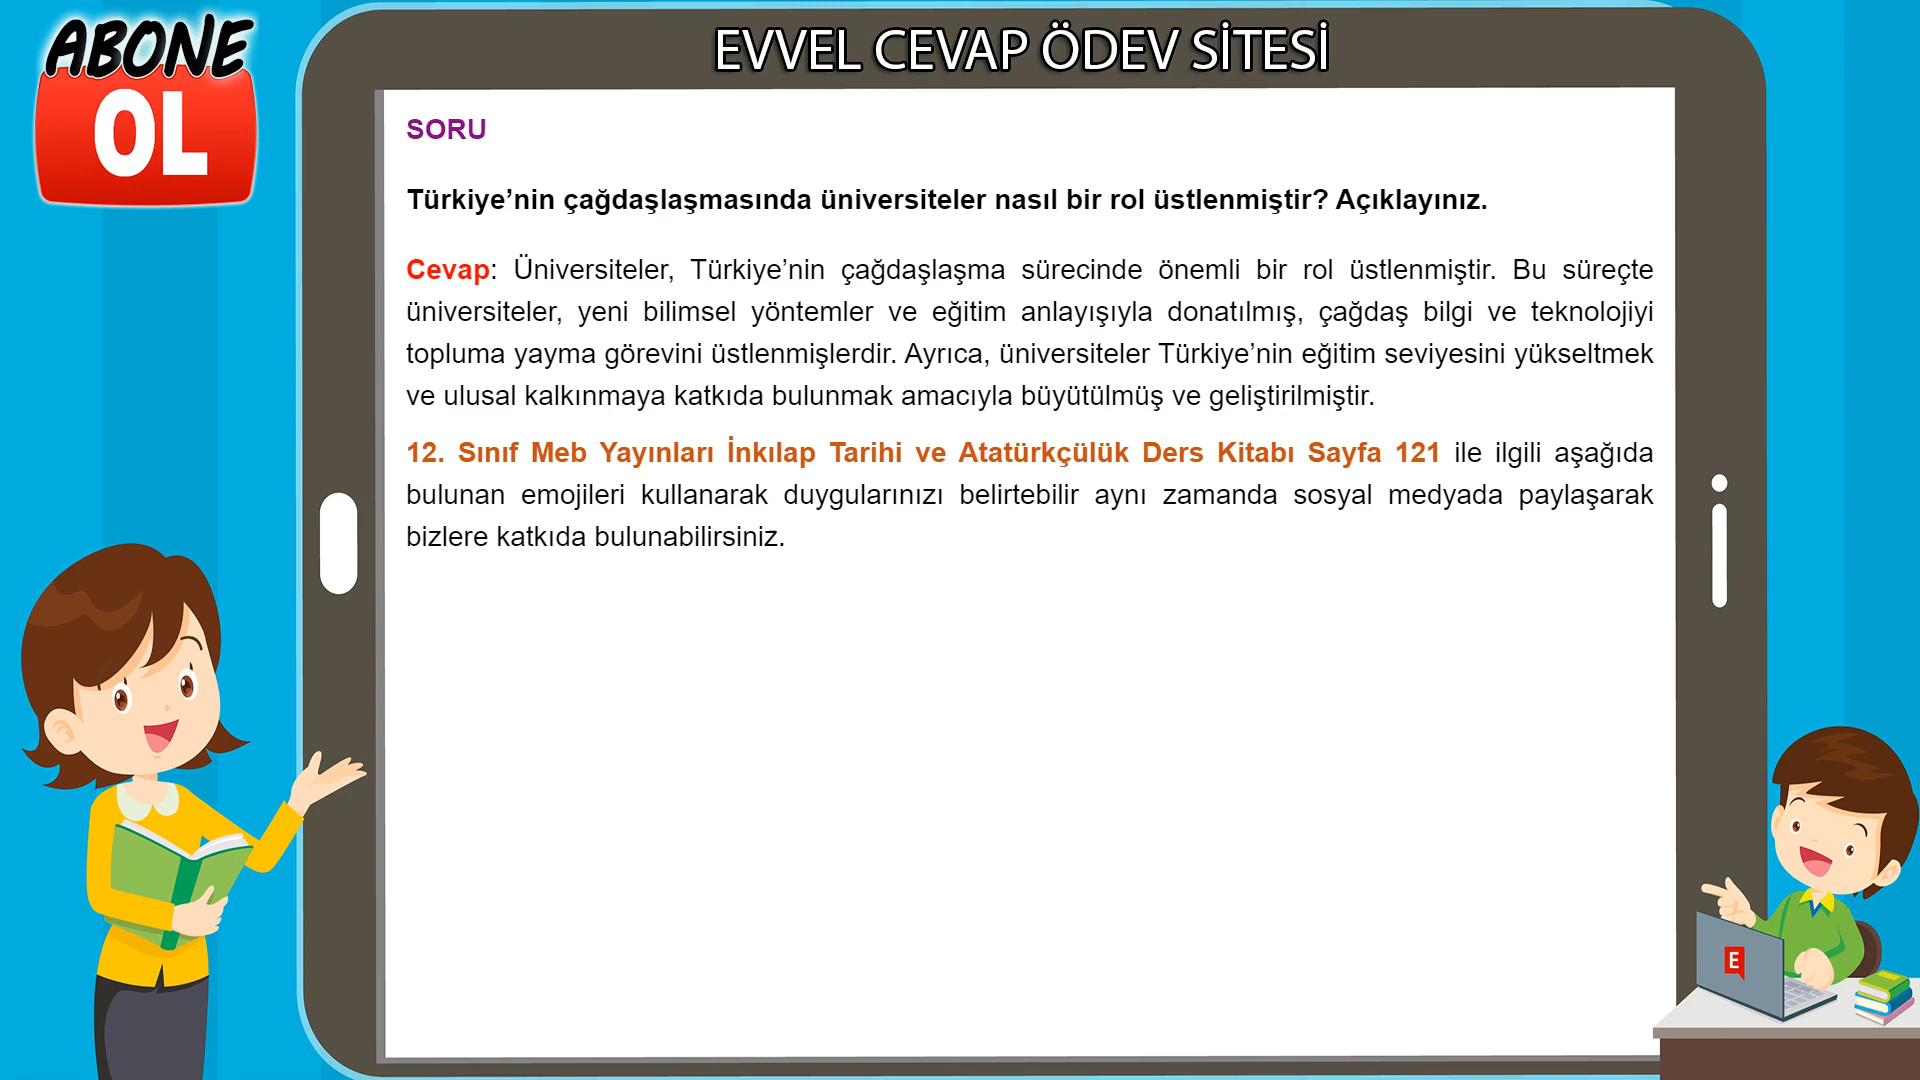 ABONE
OL
EVVEL CEVAP ÖDEV SİTESİ
SORU
Türkiye’nin çağdaşlaşmasında üniversiteler nasıl bir rol üstlenmiştir? Açıklayınız.
Cevap: Üniversiteler, Türkiye’nin çağdaşlaşma sürecinde önemli bir rol üstlenmiştir. Bu süreçte
üniversiteler, yeni bilimsel yöntemler ve eğitim anlayışıyla donatılmış, çağdaş bilgi ve teknolojiyi
topluma yayma görevini üstlenmişlerdir. Ayrıca, üniversiteler Türkiye’nin eğitim seviyesini yükseltmek
ve ulusal kalkınmaya katkıda bulunmak amacıyla büyütülmüş ve geliştirilmiştir.
12. Sınıf Meb Yayınları İnkılap Tarihi ve Atatürkçülük Ders Kitabı Sayfa 121 ile ilgili aşağıda
bulunan emojileri kullanarak duygularınızı belirtebilir aynı zamanda sosyal medyada paylaşarak
bizlere katkıda bulunabilirsiniz.
E